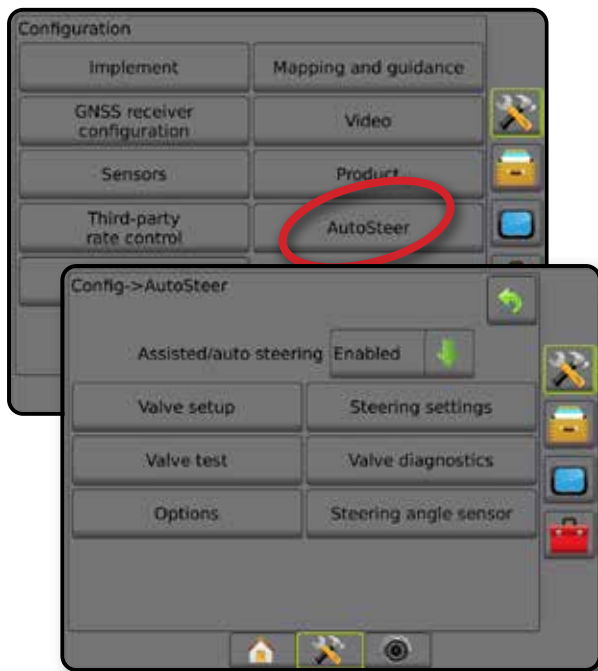 Configuration
Implement
Mapping and guidance
GNSS receiver
configuration
Video
Sensors
Product
Third-party
rate control
AutoSteer
Config->AutoSteer
Assisted/auto steering
Enabled
Valve setup
Steering settings
Valve test
Valve diagnostics
Options
Steering angle sensor